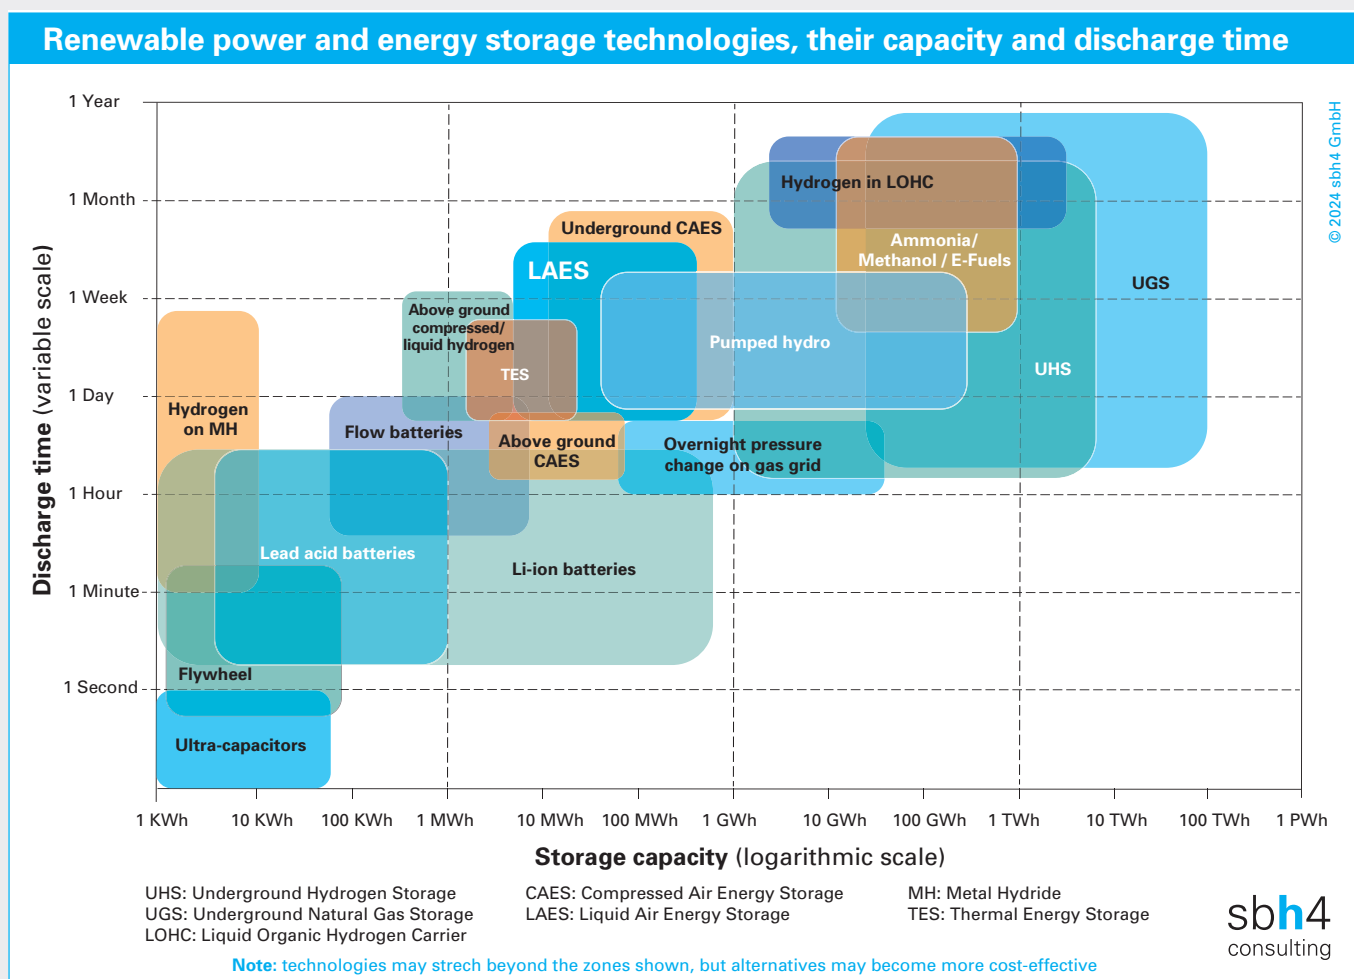 Renewable power and energy storage technologies, their capacity and discharge time
© 2024 sbh4 GmbH
Discharge time (variable scale)
1 Year
1 Month
1 Week
1 Day
1 Hour
1 Minute
1 Second
Hydrogen in LOHC
Underground CAES
Ammonia/
Methanol / E-Fuels
LAES
UGS
Above ground
compressed/
liquid hydrogen
Pumped hydro
TES
UHS
Hydrogen
on MH
Flow batteries
Above ground
CAES
Overnight pressure
change on gas grid
Lead acid batteries
Li-ion batteries
Flywheel
Ultra-capacitors
1 KWh
10 KWh
100 KWh
1 MWh
10 MWh
100 MWh
1 GWh
10 GWh
100 GWh
1 TWh
10 TWh
100 TWh
1 PWh
Storage capacity (logarithmic scale)
UHS: Underground Hydrogen Storage
UGS: Underground Natural Gas Storage
LOHC: Liquid Organic Hydrogen Carrier
CAES: Compressed Air Energy Storage
LAES: Liquid Air Energy Storage
MH: Metal Hydride
TES: Thermal Energy Storage
sbh4
consulting
Note: technologies may strech beyond the zones shown, but alternatives may become more cost-effective